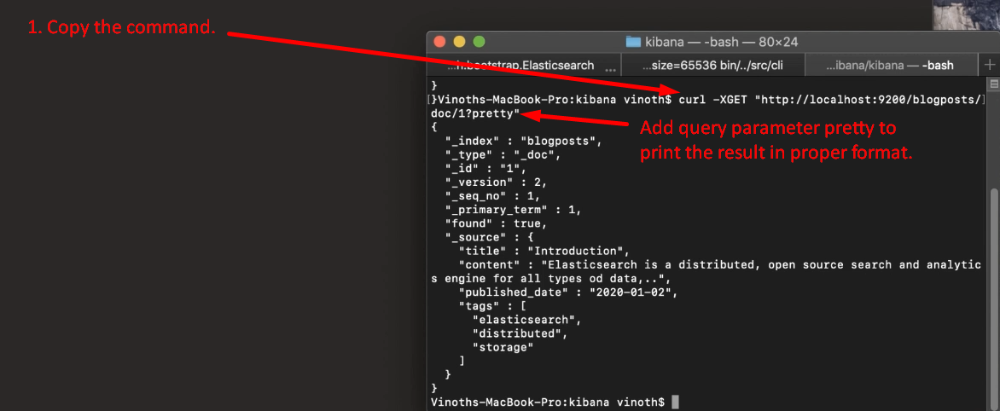 1. Copy the command.
kibana — -bash — 80×24
...h.bootstrap.Elasticsearch ...
...size=65536 bin/../src/cli
...ibana/kibana — -bash
+
}
[}Vinoths-MacBook-Pro:kibana vinoth$ curl -XGET "http://localhost:9200/blogposts/]
doc/1?pretty"
Add query parameter pretty to
print the result in proper format.
{
"_index" : "blogposts",
"_type" : "_doc",
"_id" : "1",
"_version" : 2,
"_seq_no" : 1,
"_primary_term" : 1,
"found" : true,
"_source" : {
"title" : "Introduction",
"content" : "Elasticsearch is a distributed, open source search and analytic
s engine for all types od data,..",
"published_date" : "2020-01-02",
"tags" : [
"elasticsearch",
"distributed",
"storage"
]
}
}
Vinoths-MacBook-Pro:kibana vinoth$